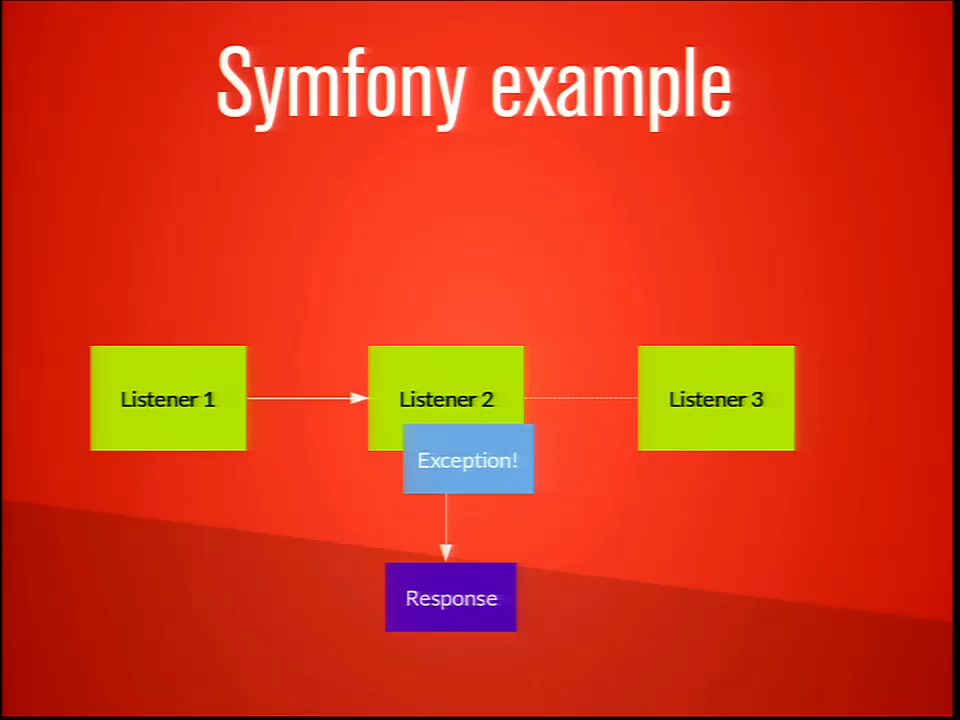 Symfony example
Listener 1
Listener 2
Listener 3
Exception!
Response